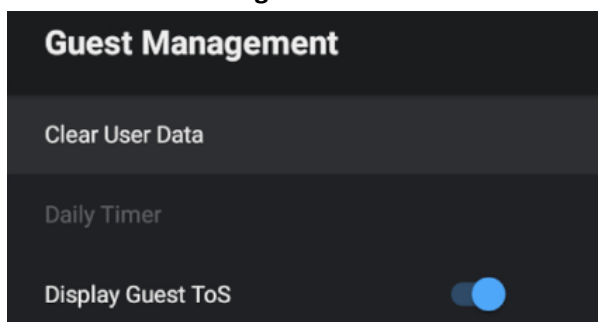 Guest Management
Clear User Data
Daily Timer
Display Guest ToS